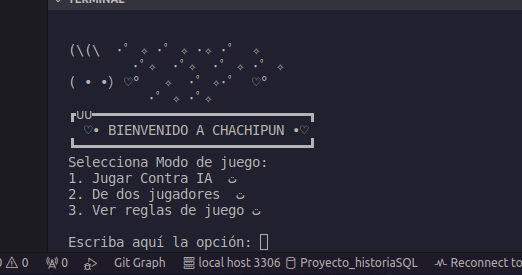 TERMINAL
(\(\  ･ﾟ ✧ ･ﾟ ✧ ･✧ ･ﾟ  ✧
･ﾟ✧  ･ﾟ✧  ･ﾟ ✧ ･ﾟ ✧
( • •) ♡º   ✧  ･ﾟ ✧･ﾟ  ♡º
･ﾟ ✧ ･ﾟ✧
┏UU━━━━━━━━━━━━━━━━━━━━━━━━━━━┓
♡• BIENVENIDO A CHACHIPUN •♡
┗━━━━━━━━━━━━━━━━━━━━━━━━━━━━━┛
Selecciona Modo de juego:
1. Jugar Contra IA  ت
2. De dos jugadores  ت
3. Ver reglas de juego ت
Escriba aquí la opción:
0 0 0 Git Graph local host 3306 Proyecto_historiaSQL Reconnect to